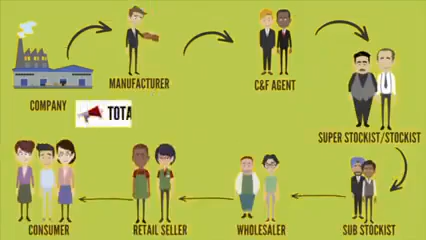 MANUFACTURER
C&F AGENT
COMPANY
TOTA
SUPER STOCKIST/STOCKIST
CONSUMER
RETAIL SELLER
WHOLESALER
SUB STOCKIST